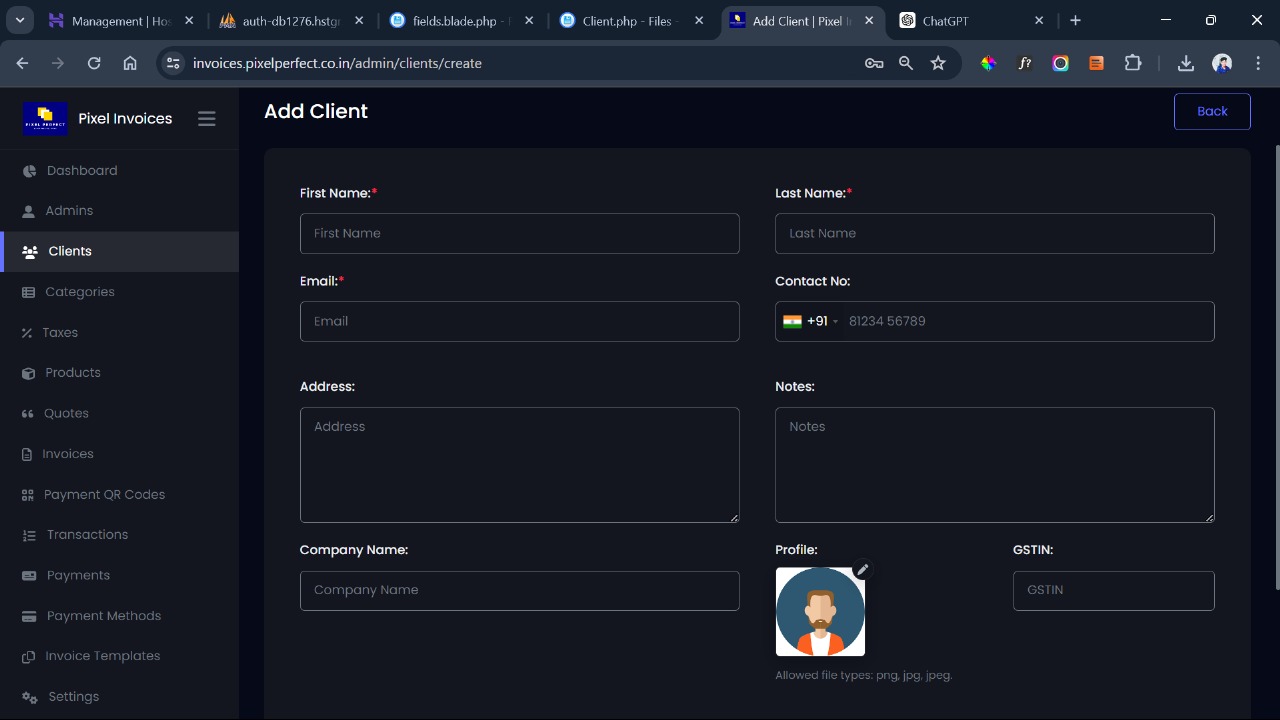 Management | Hos
auth-db1276.hstgr
fields.blade.php - F
Client.php - Files -
Add Client | Pixel I
ChatGPT
invoices.pixelperfect.co.in/admin/clients/create
PIXEL PERFECT
Pixel Invoices
Add Client
Back
Dashboard
Admins
Clients
Categories
Taxes
Products
Quotes
Invoices
Payment QR Codes
Transactions
Payments
Payment Methods
Invoice Templates
Settings
First Name:*
First Name
Last Name:*
Last Name
Email:*
Email
Contact No:
+91 81234 56789
Address:
Address
Notes:
Notes
Company Name:
Company Name
Profile:
Allowed file types: png, jpg, jpeg.
GSTIN:
GSTIN